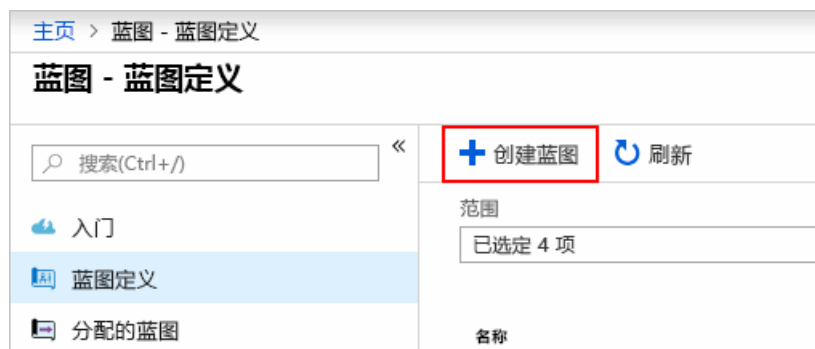 主页 > 蓝图 - 蓝图定义
蓝图 - 蓝图定义
搜索(Ctrl+/)
«
创建蓝图
刷新
入门
蓝图定义
分配的蓝图
范围
已选定 4 项
名称